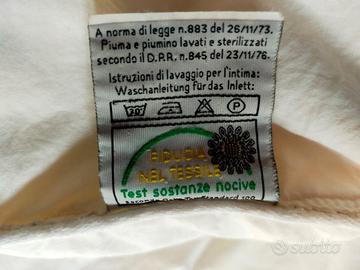 A norma di legge n.883 del 26/11/73.
Piuma e piumino lavati e sterilizzati
secondo il D.P.R. n.845 del 23/11/76.
Istruzioni di lavaggio per l'intima:
Waschanleitung für das Inlett:
30°
P
FIDUCIA
NEL TESSILE
Test sostanze nocive
subito